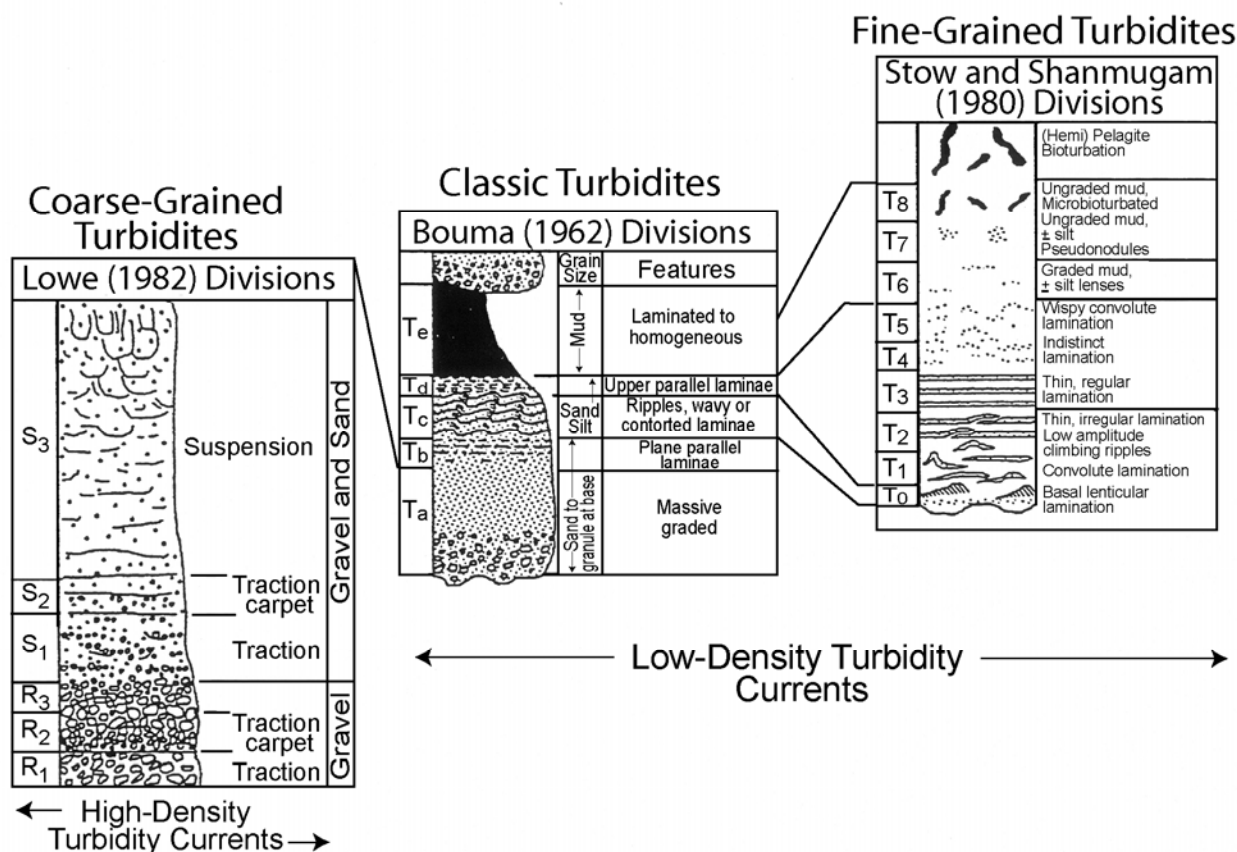 Coarse-Grained
Turbidites
Lowe (1982) Divisions
S3
S2
S1
R3
R2
R1
Suspension
Traction
carpet
Traction
Traction
carpet
Traction
Gravel and Sand
Gravel
High-Density
Turbidity Currents
Classic Turbidites
Bouma (1962) Divisions
Grain
Size
Features
Te
Td
Tc
Tb
Ta
Mud
Sand
Silt
Sand to
granule at base
Laminated to
homogeneous
Upper parallel laminae
Ripples, wavy or
contorted laminae
Plane parallel
laminae
Massive
graded
Low-Density Turbidity
Currents
Fine-Grained Turbidites
Stow and Shanmugam
(1980) Divisions
T8
T7
T6
T5
T4
T3
T2
T1
T0
(Hemi) Pelagite
Bioturbation
Ungraded mud,
Microbioturbated
Ungraded mud,
± silt
Pseudonodules
Graded mud,
± silt lenses
Wispy convolute
lamination
Indistinct
lamination
Thin, regular
lamination
Thin, irregular lamination
Low amplitude
climbing ripples
Convolute lamination
Basal lenticular
lamination